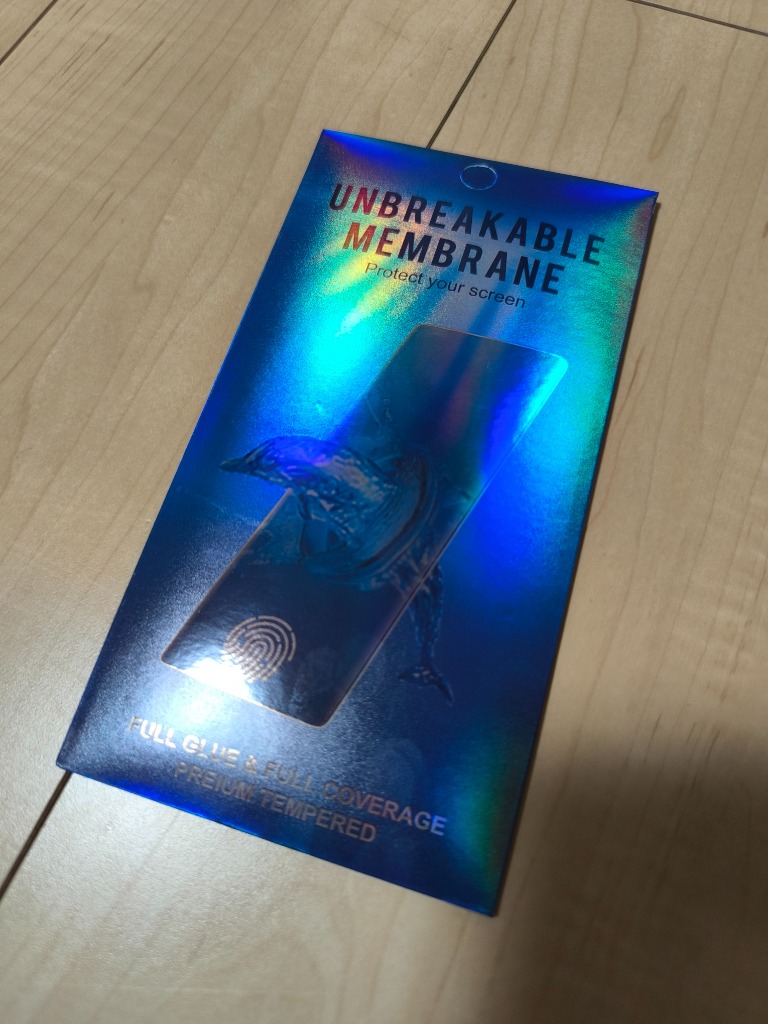 UNBREAKABLE
MEMBRANE
Protect your screen
FULL GLUE & FULL COVERAGE
PREIUM TEMPERED